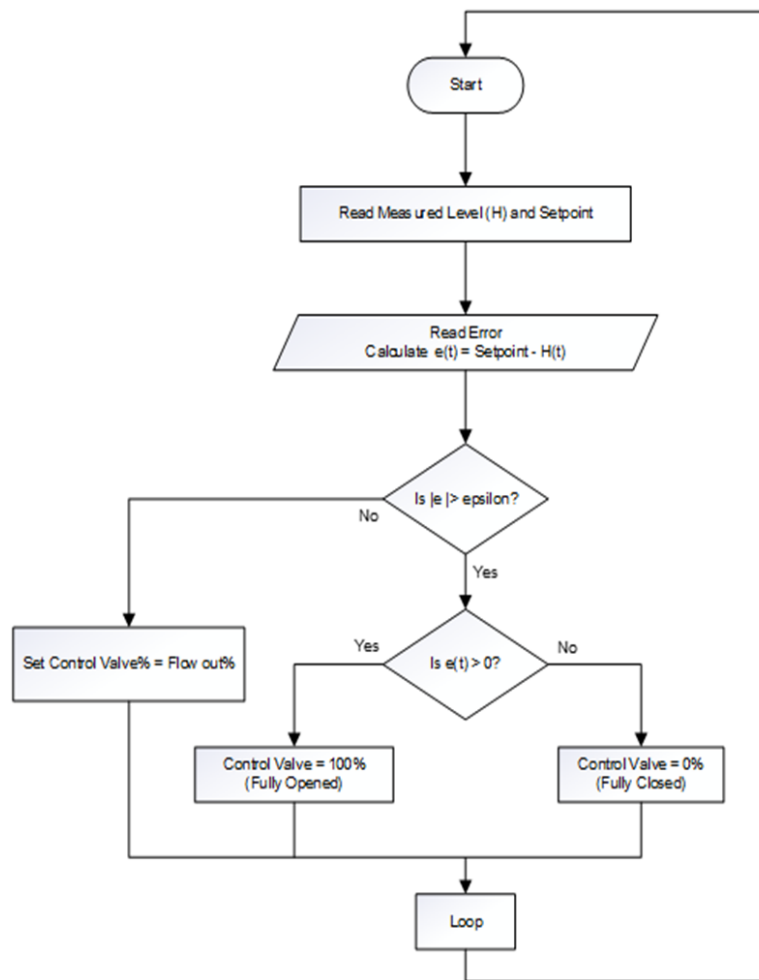 Start
Read Measured Level (H) and Setpoint
Read Error
Calculate e(t) = Setpoint - H(t)
Is |e |> epsilon?
No
Yes
Set Control Valve% = Flow out%
Is e(t) > 0?
Yes
No
Control Valve = 100%
(Fully Opened)
Control Valve = 0%
(Fully Closed)
Loop